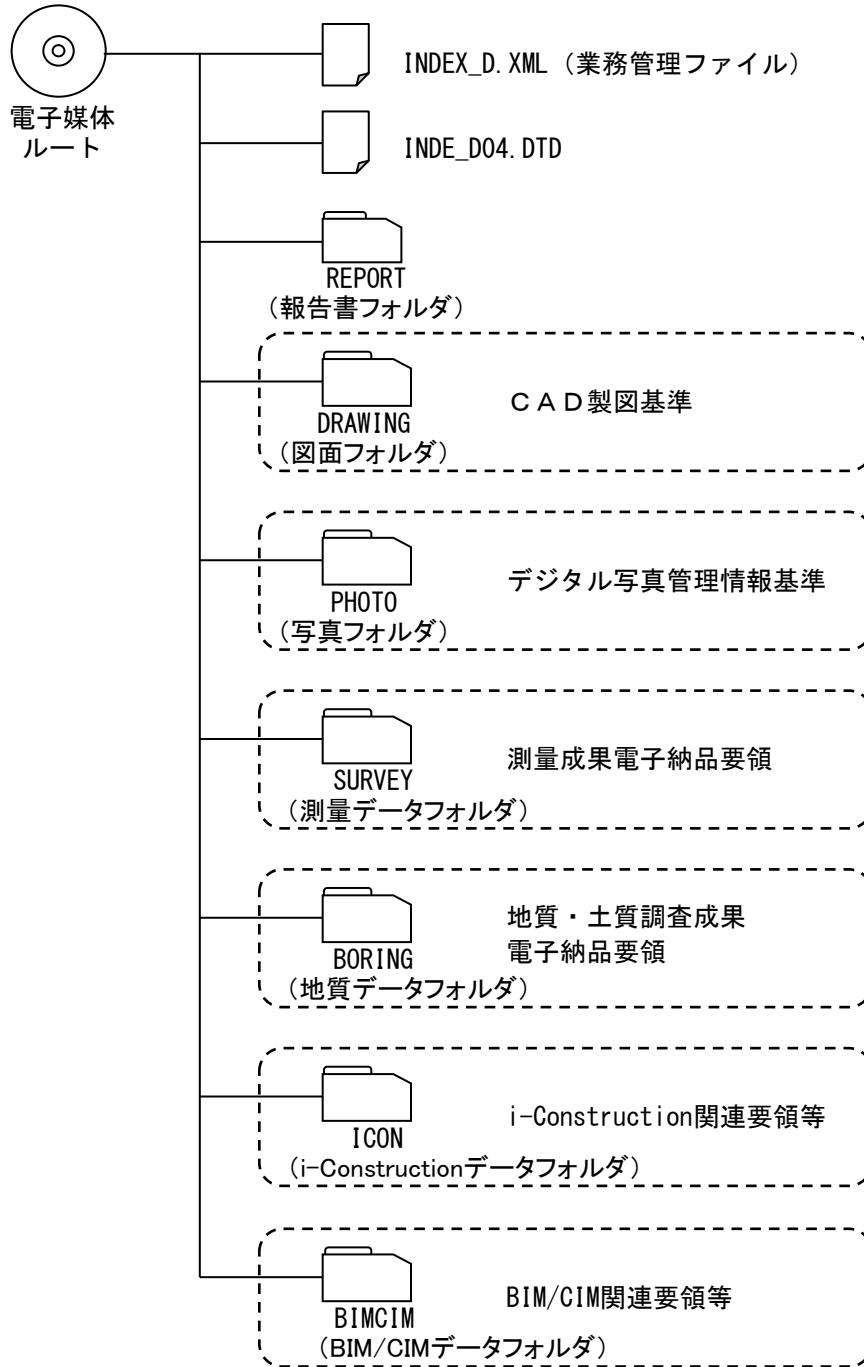 電子媒体
ルート
INDEX_D.XML（業務管理ファイル）
INDE_D04.DTD
REPORT
（報告書フォルダ）
DRAWING
（図面フォルダ）
ＣＡＤ製図基準
PHOTO
（写真フォルダ）
デジタル写真管理情報基準
SURVEY
（測量データフォルダ）
測量成果電子納品要領
BORING
（地質データフォルダ）
地質・土質調査成果
電子納品要領
ICON
（i-Constructionデータフォルダ）
i-Construction関連要領等
BIMCIM
（BIM/CIMデータフォルダ）
BIM/CIM関連要領等